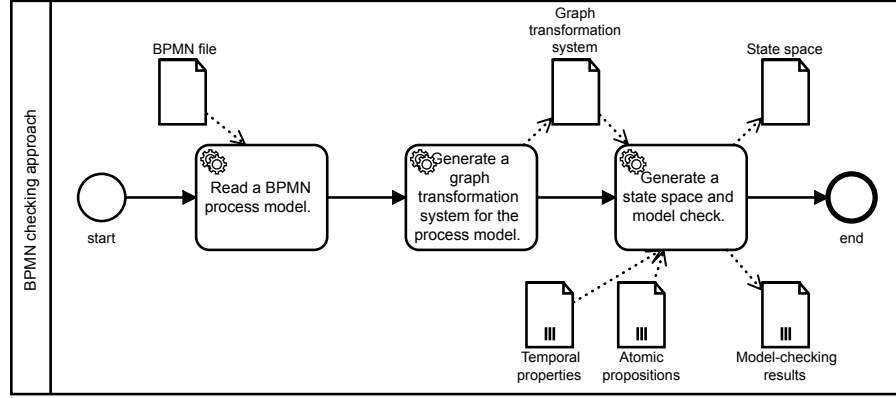 BPMN checking approach
BPMN file
Graph
transformation
system
State space
start
Read a BPMN
process model.
Generate a
graph
transformation
system for the
process model.
Generate a
state space and
model check.
end
Temporal
properties
Atomic
propositions
Model-checking
results